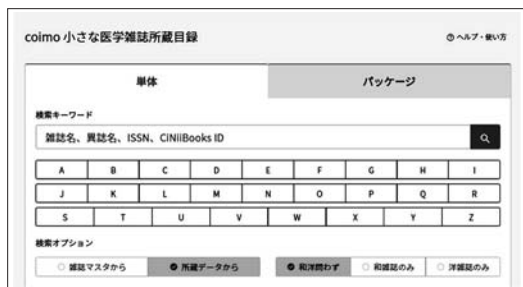 coimo 小さな医学雑誌所蔵目録
ヘルプ・使い方
単体 パッケージ
検索キーワード
雑誌名、異誌名、ISSN、CiNiiBooks ID
A B C D E F G H I
J K L M N O P Q R
S T U V W X Y Z
検索オプション
雑誌マスタから 所蔵データから 和洋問わず 和雑誌のみ 洋雑誌のみ